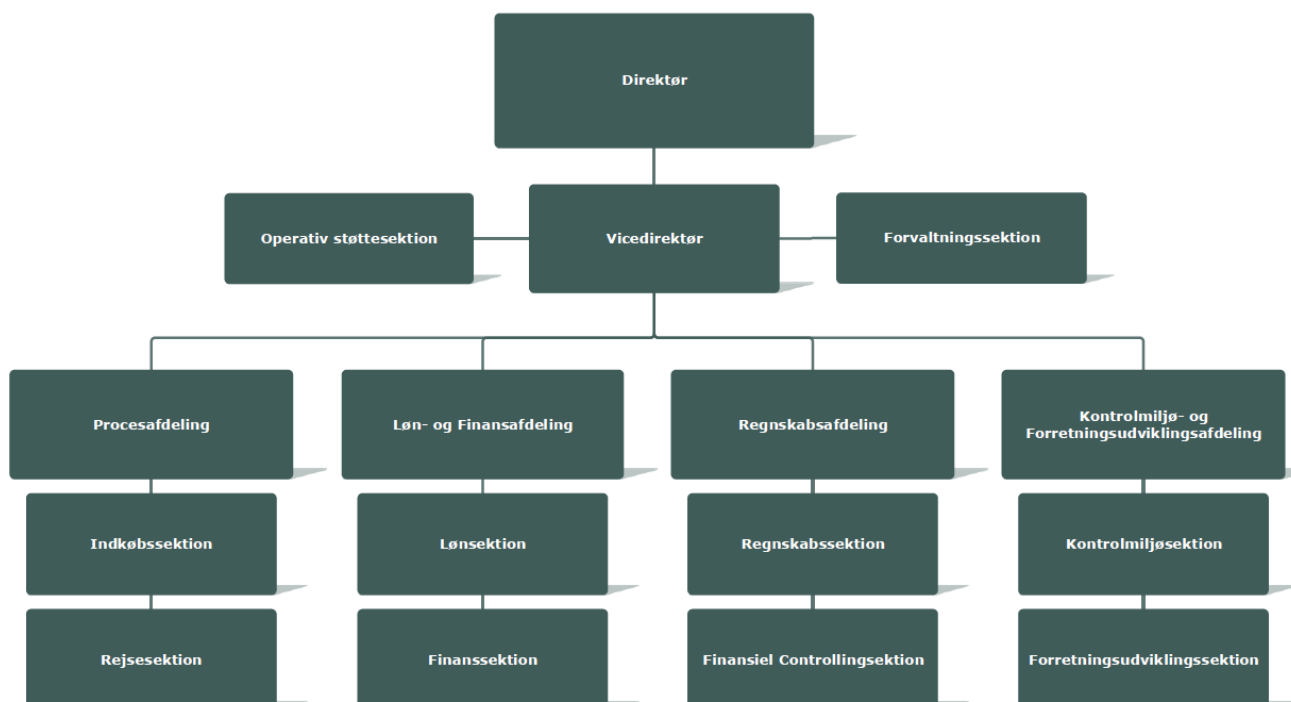 Direktør
Operativ støttesektion
Vicedirektør
Forvaltningssektion
Procesafdeling
Løn- og Finansafdeling
Regnskabsafdeling
Kontrolmiljø- og
Forretningsudviklingsafdeling
Indkøbssektion
Lønsektion
Regnskabssektion
Kontrolmiljøsektion
Rejsesektion
Finanssektion
Finansiel Controllingsektion
Forretningsudviklingssektion